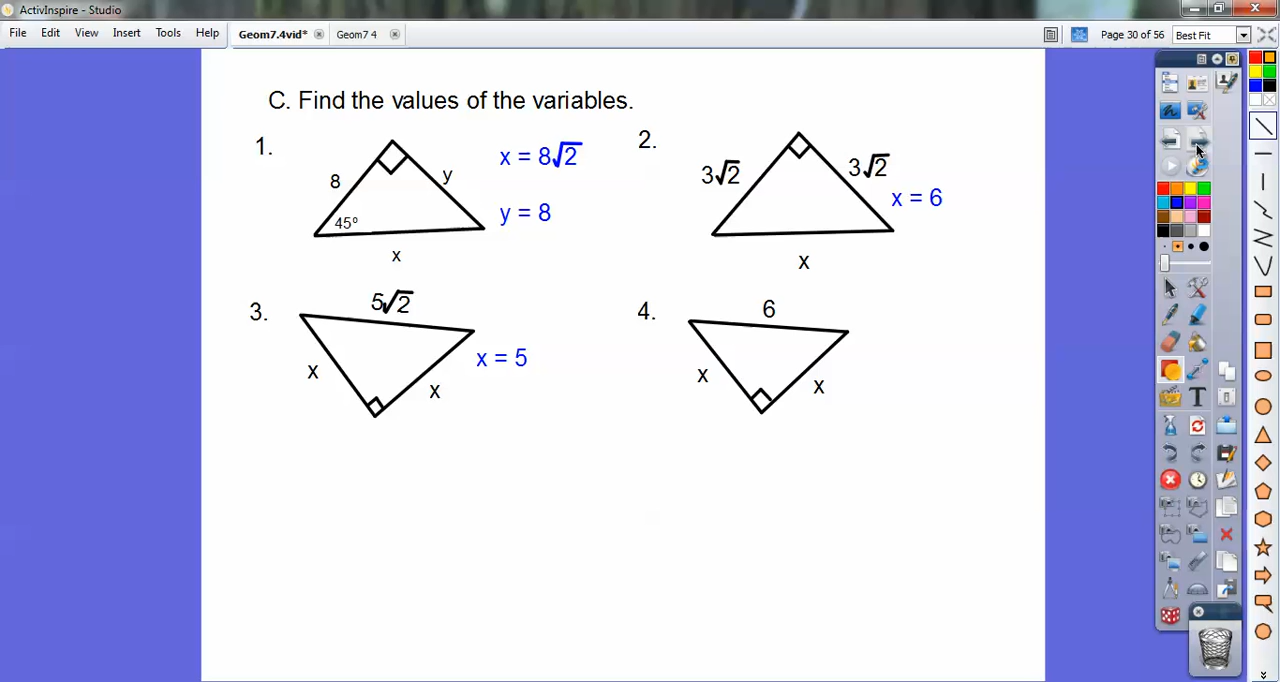 ActivInspire - Studio
File Edit View Insert Tools Help Geom7.4vid* Geom7 4 Page 30 of 56 Best Fit
C. Find the values of the variables.
1.
8
y
45º
x
x = 8√2
y = 8
2.
3√2
3√2
x
x = 6
3.
5√2
x
x
x = 5
4.
6
x
x
T